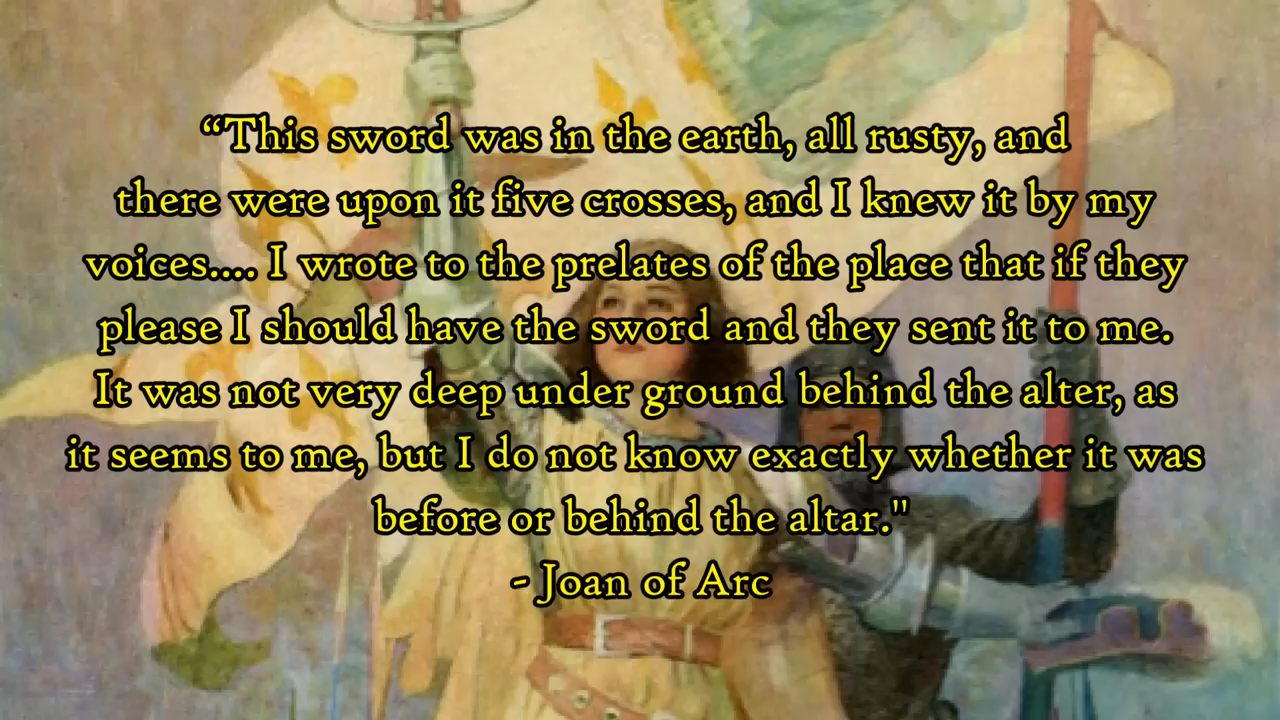 “This sword was in the earth, all rusty, and
there were upon it five crosses, and I knew it by my
voices.... I wrote to the prelates of the place that if they
please I should have the sword and they sent it to me.
It was not very deep under ground behind the alter, as
it seems to me, but I do not know exactly whether it was
before or behind the altar."
- Joan of Arc